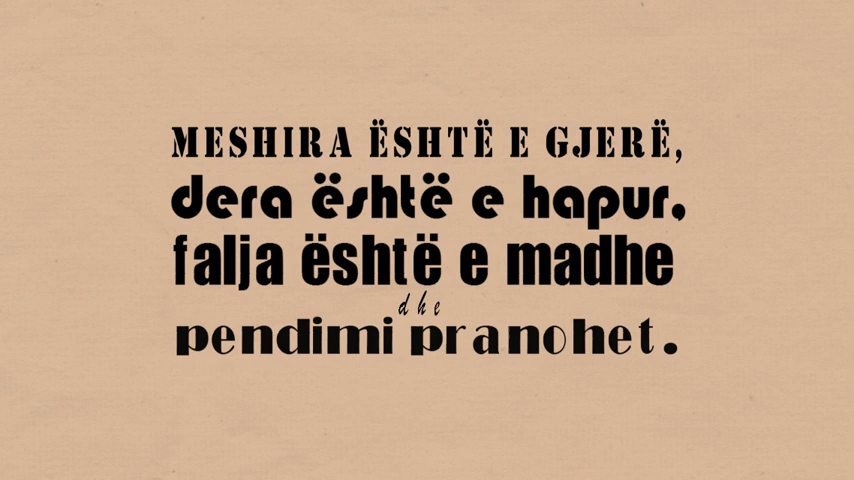 MESHIRA ËSHTË E GJERË,
dera është e hapur,
falja është e madhe
dhe
pendimi pranohet.